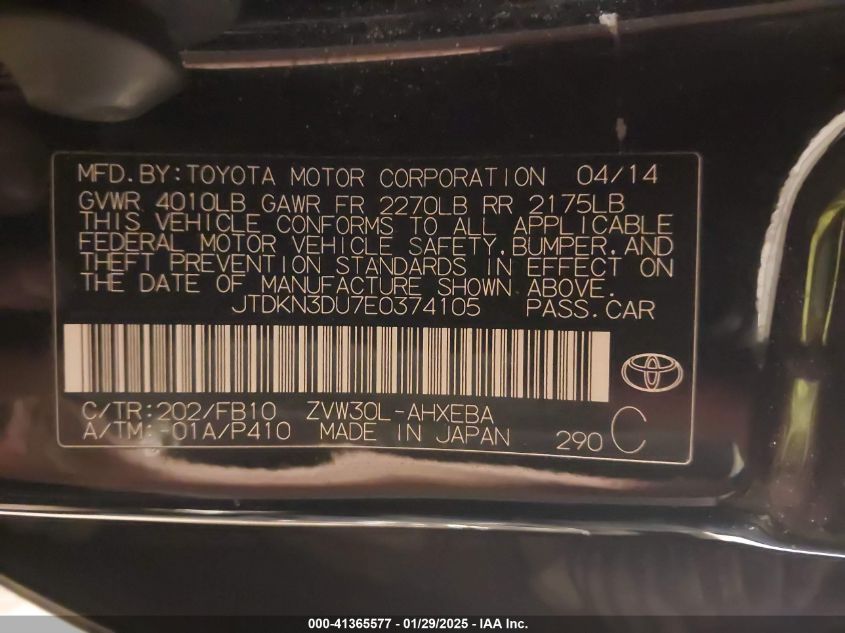 MFD.BY:TOYOTA MOTOR CORPORATION 04/14
GVWR 4010LB GAWR FR 2270LB RR 2175LB
THIS VEHICLE CONFORMS TO ALL APPLICABLE
FEDERAL MOTOR VEHICLE SAFETY,BUMPER,AND
THEFT PREVENTION STANDARDS IN EFFECT ON
THE DATE OF MANUFACTURE SHOWN ABOVE.
JTDKN3DU7E0374105 PASS.CAR
C/TR:202/FB10 ZVW30L-AHXEBA
A/TM:-01A/P410 MADE IN JAPAN 290 C
000-41365577 - 01/29/2025 - IAA Inc.